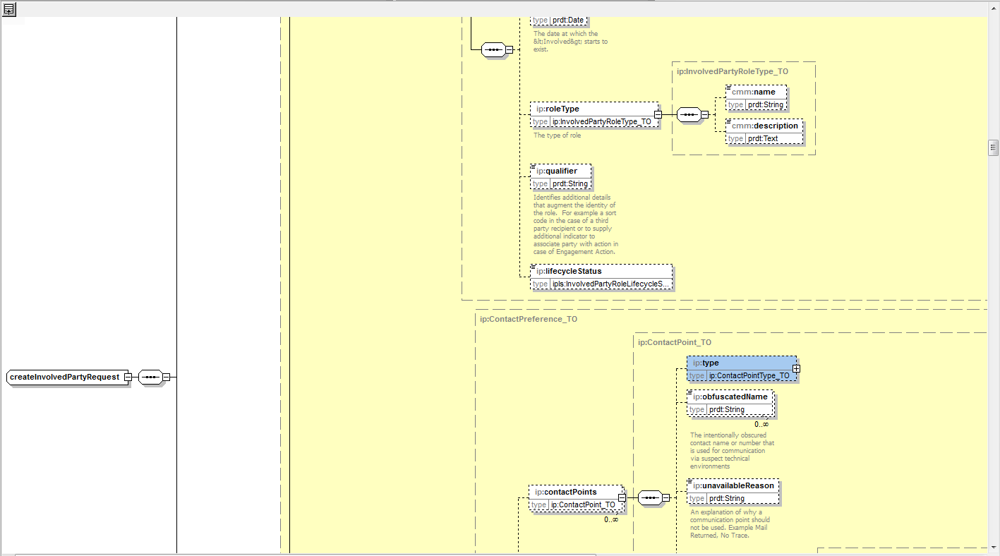 type prdt:Date
The date at which the
&lt;Involved&gt; starts to
exist.
ip:InvolvedPartyRoleType_TO
cmm:name
type prdt:String
ip:roleType
type ip:InvolvedPartyRoleType_TO
The type of role
cmm:description
type prdt:Text
ip:qualifier
type prdt:String
Identifies additional details
that augment the identity of
the role. For example a sort
code in the case of a third
party recipient or to supply
additional indicator to
associate party with action in
case of Engagement Action.
ip:lifecycleStatus
type ipls:InvolvedPartyRoleLifecycleS...
ip:ContactPreference_TO
ip:ContactPoint_TO
ip:type
type ip:ContactPointType_TO
createInvolvedPartyRequest
ip:obfuscatedName
type prdt:String
0..∞
The intentionally obscured
contact name or number that
is used for communication
via suspect technical
environments
ip:contactPoints
type ip:ContactPoint_TO
0..∞
ip:unavailableReason
type prdt:String
An explanation of why a
communication point should
not be used. Example Mail
Returned, No Trace.